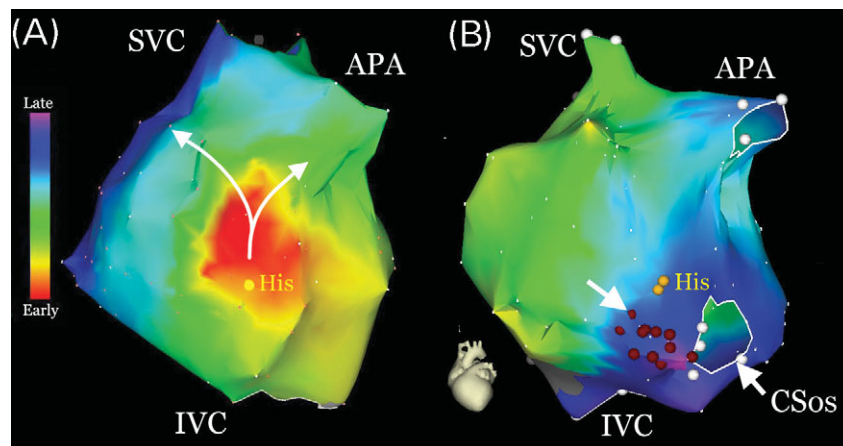 (A)
SVC
APA
Late
Early
His
IVC
(B)
SVC
APA
His
CSos
IVC